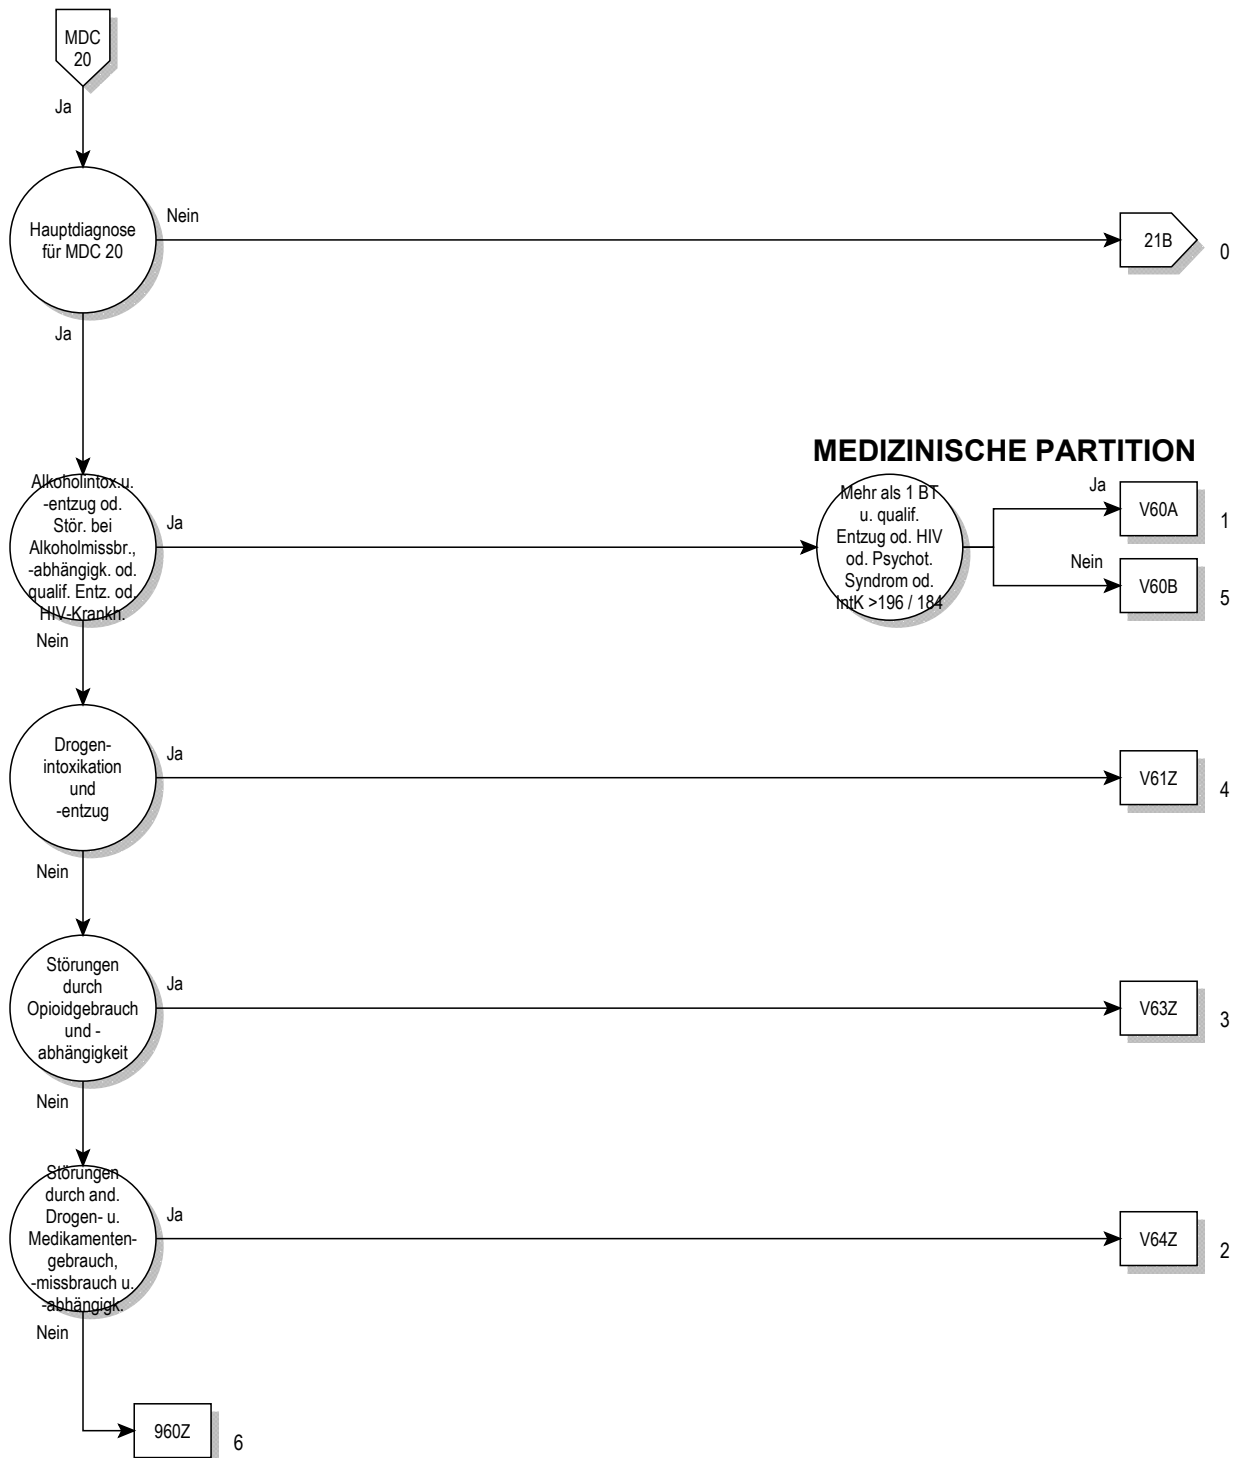 MDC
20
Ja
Hauptdiagnose
für MDC 20
Nein
21B
0
Ja
MEDIZINISCHE PARTITION
Alkoholintox.u.
-entzug od.
Stör. bei
Alkoholmissbr.,
-abhängigk. od.
qualif. Entz. od.
HIV-Krankh.
Ja
Mehr als 1 BT
u. qualif.
Entzug od. HIV
od. Psychot.
Syndrom od.
IntK >196 / 184
Ja
V60A
1
Nein
V60B
5
Nein
Drogen-
intoxikation
und
-entzug
Ja
V61Z
4
Nein
Störungen
durch
Opioidgebrauch
und -
abhängigkeit
Ja
V63Z
3
Nein
Störungen
durch and.
Drogen- u.
Medikamenten-
gebrauch,
-missbrauch u.
-abhängigk.
Ja
V64Z
2
Nein
960Z
6